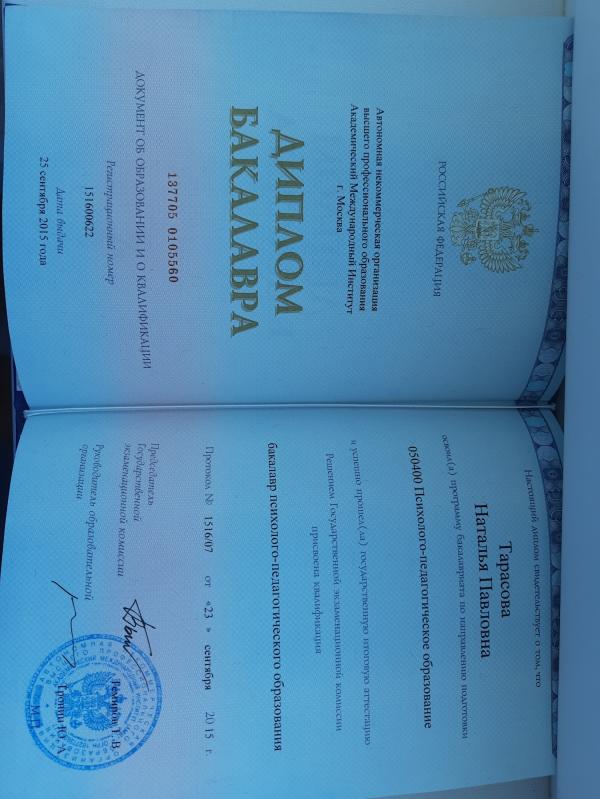 РОССИЙСКАЯ ФЕДЕРАЦИЯ
Автономная некоммерческая организация
высшего профессионального образования
Академический Международный Институт
г. Москва
ДИПЛОМ
БАКАЛАВРА
137705 0105560
ДОКУМЕНТ ОБ ОБРАЗОВАНИИ И О КВАЛИФИКАЦИИ
Регистрационный номер
151600622
Дата выдачи
25 сентября 2015 года
Настоящий диплом свидетельствует о том, что
Тарасова
Наталья Павловна
освоил(а) программу бакалавриата по направлению подготовки
050400 Психолого-педагогическое образование
и успешно прошел(ла) государственную итоговую аттестацию
Решением Государственной экзаменационной комиссии
присвоена квалификация
бакалавр психолого-педагогического образования
Протокол № 1516/07 от «23 » сентября 2015 г.
Председатель
Государственной
экзаменационной комиссии
Руководитель образовательной
организации
М.П.